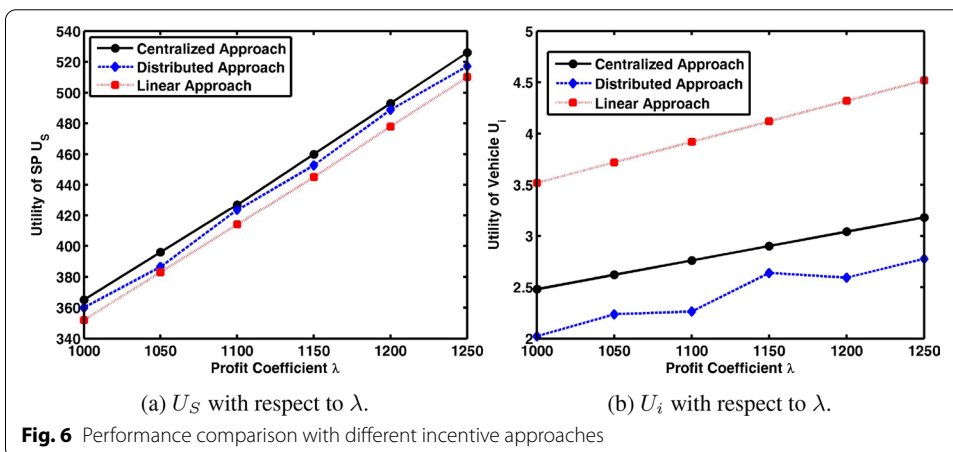 540
520
500
480
460
440
420
400
380
360
340
Utility of SP U_S
Centralized Approach
Distributed Approach
Linear Approach
1000 1050 1100 1150 1200 1250
Profit Coefficient λ
(a) U_S with respect to λ.
5
4.5
4
3.5
3
2.5
2
Utility of Vehicle U_i
Centralized Approach
Distributed Approach
Linear Approach
1000 1050 1100 1150 1200 1250
Profit Coefficient λ
(b) U_i with respect to λ.
Fig. 6 Performance comparison with different incentive approaches